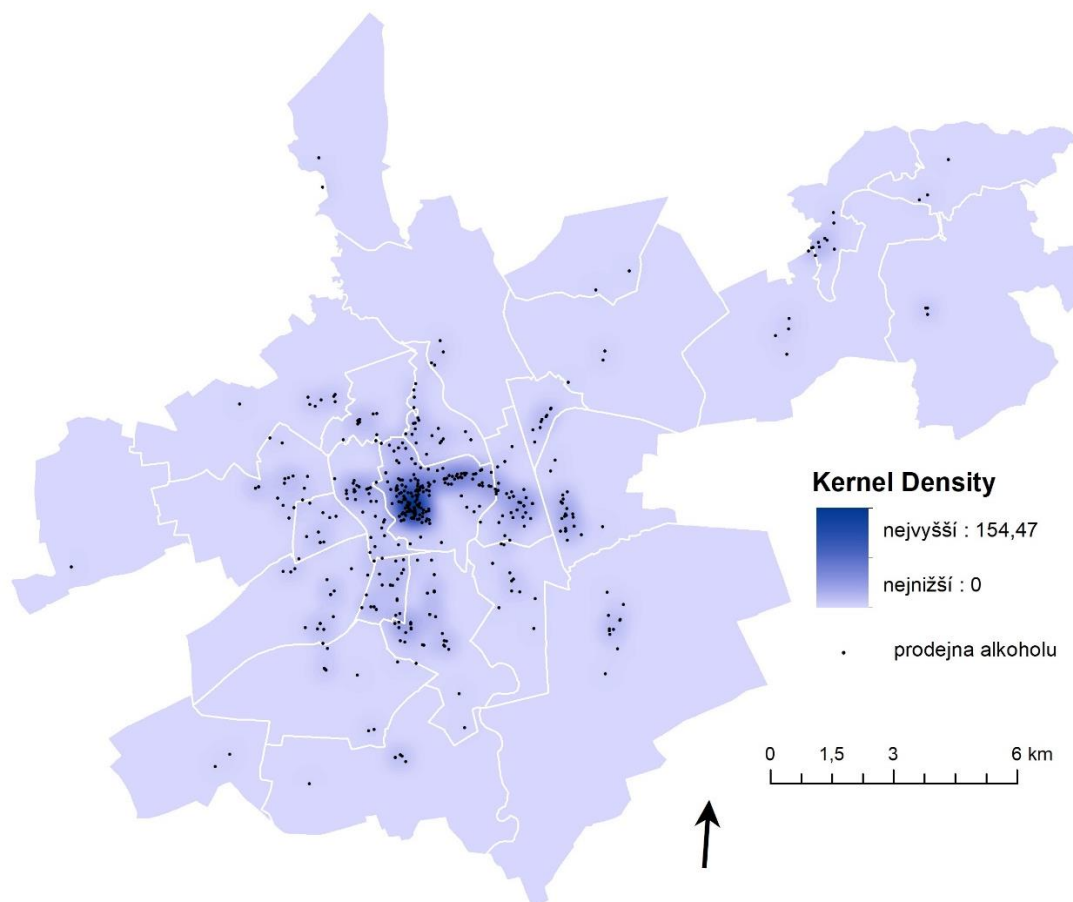 Kernel Density
nejvyšší : 154,47
nejnižší : 0
prodejna alkoholu
0 1,5 3 6 km